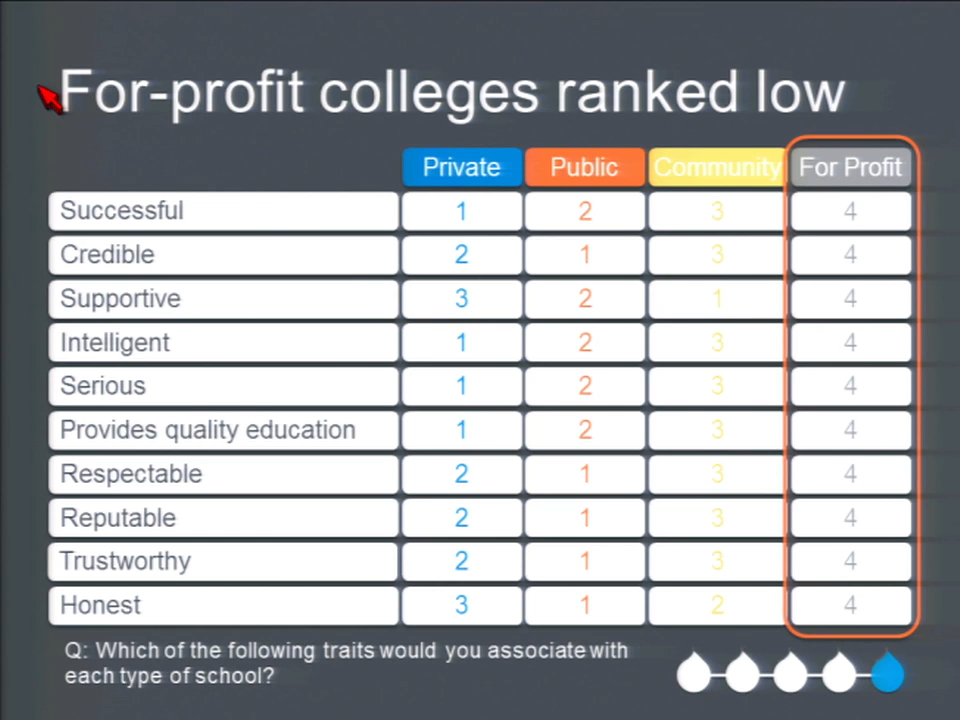 For-profit colleges ranked low
Private Public Community For Profit
Successful 1 2 3 4
Credible 2 1 3 4
Supportive 3 2 1 4
Intelligent 1 2 3 4
Serious 1 2 3 4
Provides quality education 1 2 3 4
Respectable 2 1 3 4
Reputable 2 1 3 4
Trustworthy 2 1 3 4
Honest 3 1 2 4
Q: Which of the following traits would you associate with
each type of school?